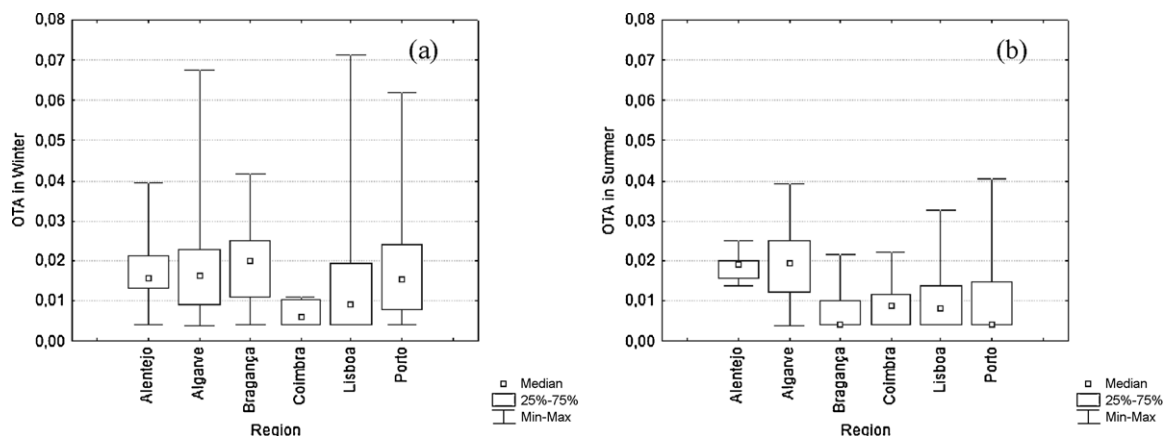 (a)
OTA in Winter
0,08
0,07
0,06
0,05
0,04
0,03
0,02
0,01
0,00
Alentejo
Algarve
Bragança
Coimbra
Lisboa
Porto
Region
Median
25%-75%
Min-Max
(b)
OTA in Summer
0,08
0,07
0,06
0,05
0,04
0,03
0,02
0,01
0,00
Alentejo
Algarve
Bragança
Coimbra
Lisboa
Porto
Region
Median
25%-75%
Min-Max